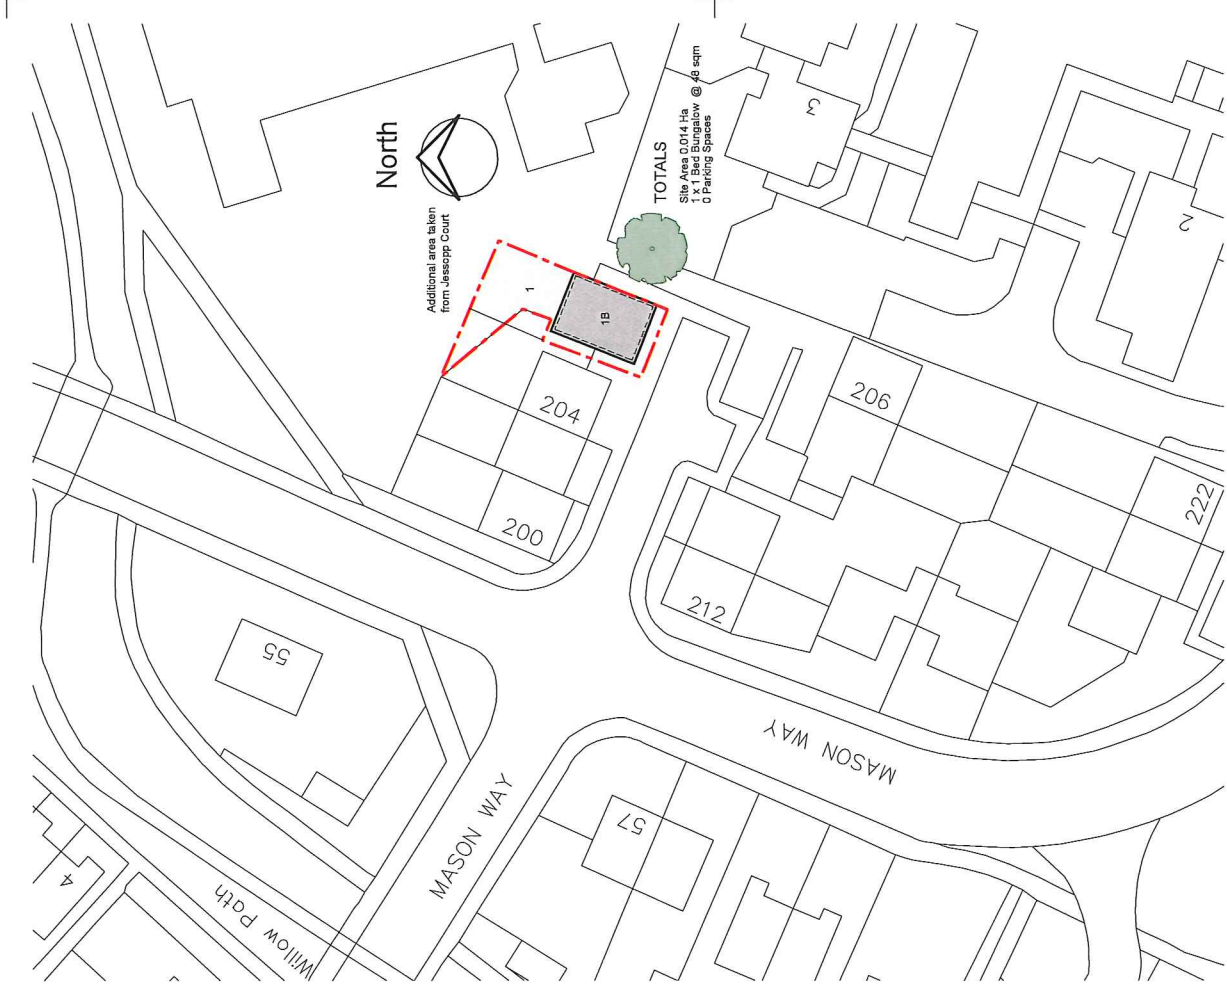 North
Additional area taken
from Jessopp Court
TOTALS
Site Area 0.014 Ha
1 x 1 Bed Bungalow @ 48 sqm
0 Parking Spaces
3
2
1
1B
204
200
206
222
212
55
57
4
MASON WAY
MASON WAY
Willow Path